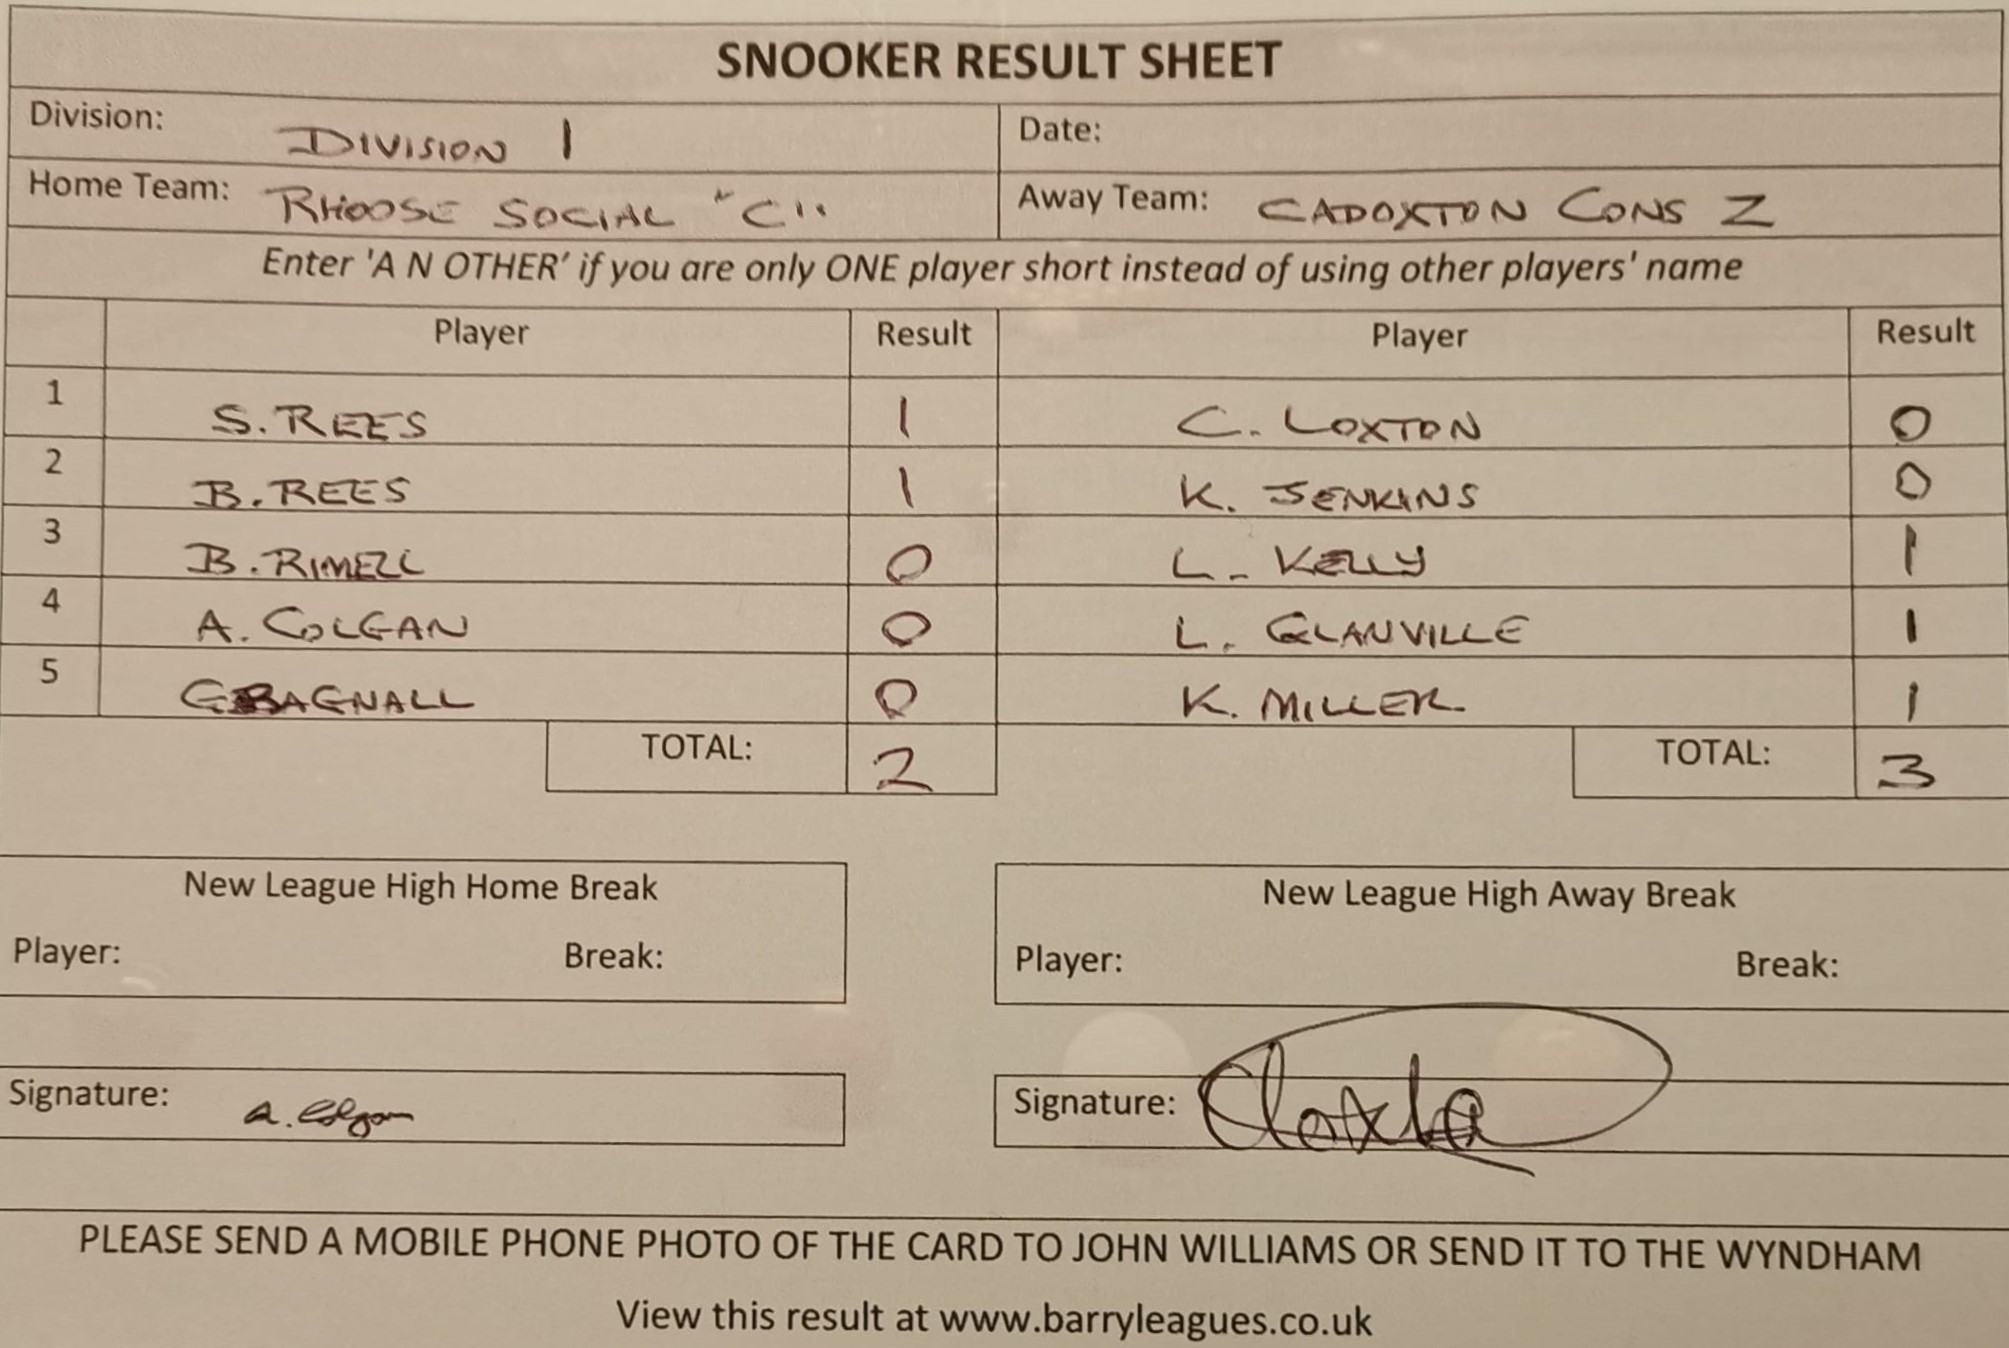 SNOOKER RESULT SHEET
Division: DIVISION 1 Date:
Home Team: RHOOSE SOCIAL "C" Away Team: CADOXTON CONS Z
Enter 'A N OTHER' if you are only ONE player short instead of using other players' name
Player Result Player Result
1 S. REES 1 C. LOXTON 0
2 B. REES 1 K. JENKINS 0
3 B. RIMELL 0 L. KELLY 1
4 A. COLGAN 0 L. GLANVILLE 1
5 G BAGNALL 0 K. MILLER 1
TOTAL: 2 TOTAL: 3
New League High Home Break New League High Away Break
Player: Break: Player: Break:
Signature: A. Colgan Signature:
PLEASE SEND A MOBILE PHONE PHOTO OF THE CARD TO JOHN WILLIAMS OR SEND IT TO THE WYNDHAM
View this result at www.barryleagues.co.uk